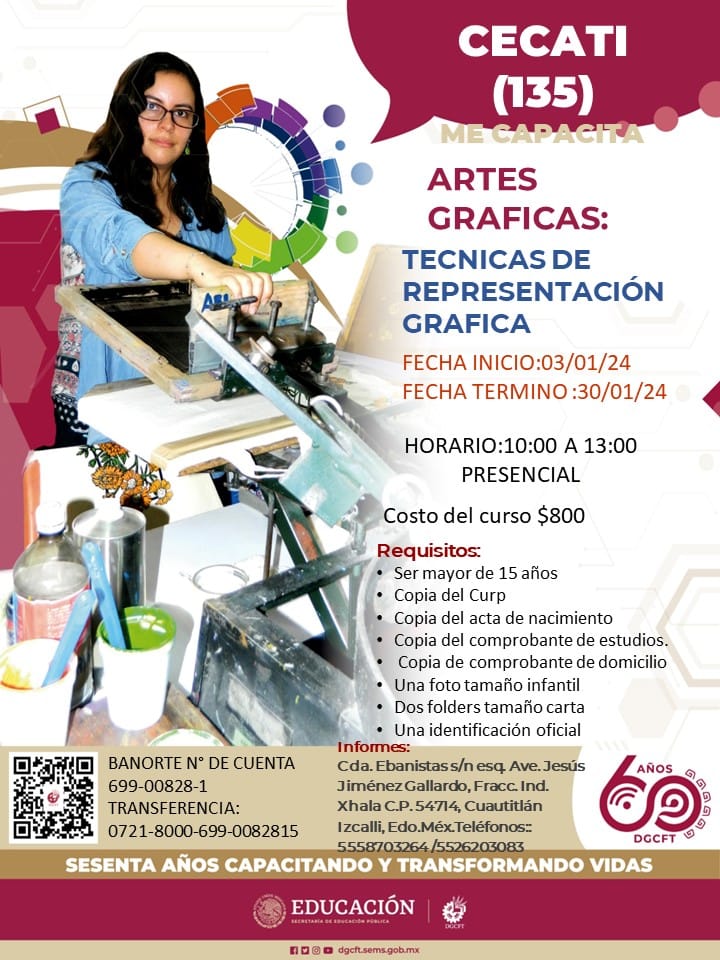 CECATI
(135)
ME CAPACITA
ARTES
GRAFICAS:
TECNICAS DE
REPRESENTACIÓN
GRAFICA
FECHA INICIO:03/01/24
FECHA TERMINO :30/01/24
HORARIO:10:00 A 13:00
PRESENCIAL
Costo del curso $800
Requisitos:
• Ser mayor de 15 años
• Copia del Curp
• Copia del acta de nacimiento
• Copia del comprobante de estudios.
• Copia de comprobante de domicilio
• Una foto tamaño infantil
• Dos folders tamaño carta
• Una identificación oficial
BANORTE N° DE CUENTA
699-00828-1
TRANSFERENCIA:
0721-8000-699-0082815
Informes:
Cda. Ebanistas s/n esq. Ave. Jesús
Jiménez Gallardo, Fracc. Ind.
Xhala C.P. 54714, Cuautitlán
Izcalli, Edo.Méx.Teléfonos::
5558703264 /5526203083
60 AÑOS
DGCFT
SESENTA AÑOS CAPACITANDO Y TRANSFORMANDO VIDAS
EDUCACIÓN
SECRETARÍA DE EDUCACIÓN PÚBLICA
DGCFT
dgcft.sems.gob.mx